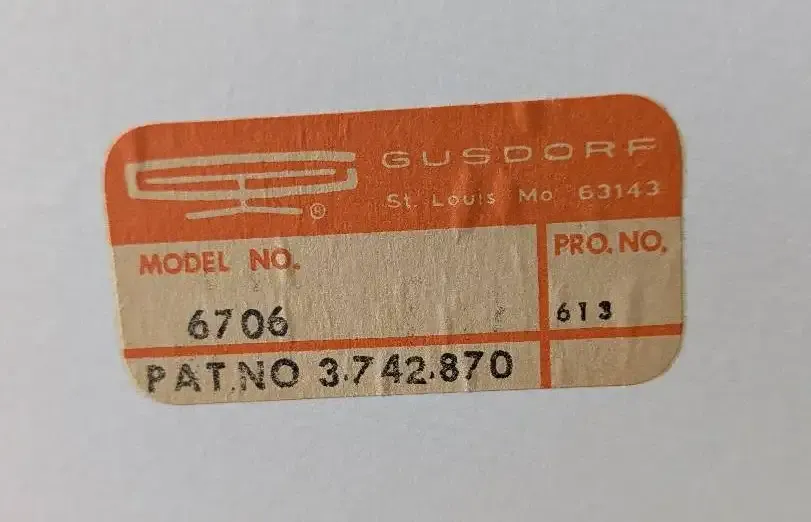 GUSDORF
®
St. Louis Mo 63143
MODEL NO.
PRO. NO.
6706
613
PAT.NO 3.742.870